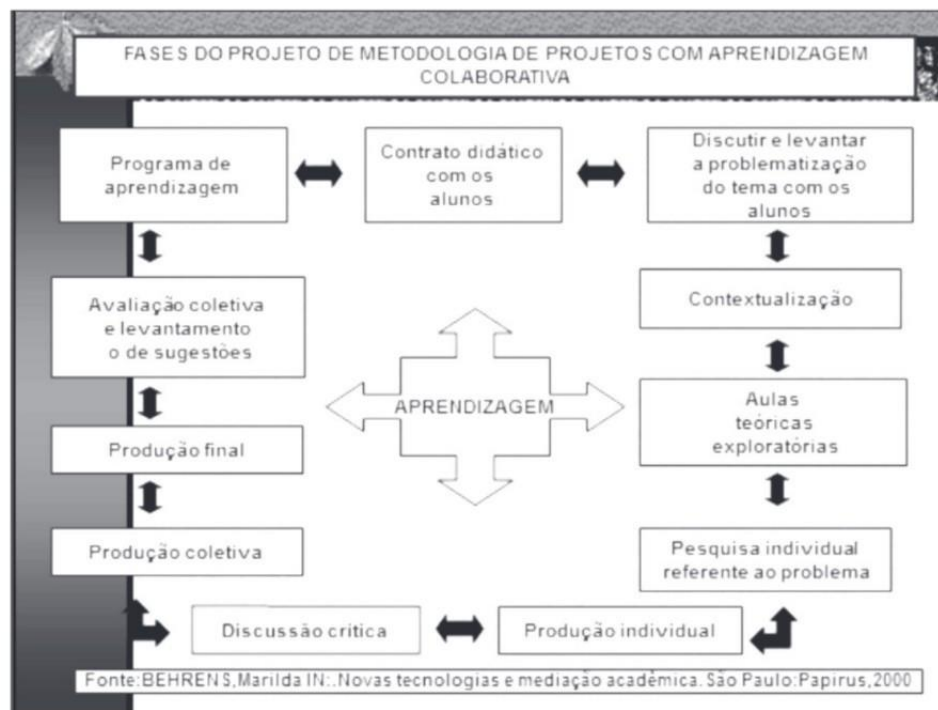 FASES DO PROJETO DE METODOLOGIA DE PROJETOS COM APRENDIZAGEM
COLABORATIVA
Programa de
aprendizagem
Contrato didático
com os
alunos
Discutir e levantar
a problematização
do tema com os
alunos
Contextualização
Aulas
teóricas
exploratórias
Pesquisa individual
referente ao problema
Produção individual
Discussão crítica
Produção coletiva
Produção final
Avaliação coletiva
e levantamento
o de sugestões
APRENDIZAGEM
Fonte:BEHRENS,Marilda IN:.Novas tecnologias e mediação acadêmica.São Paulo:Papirus,2000